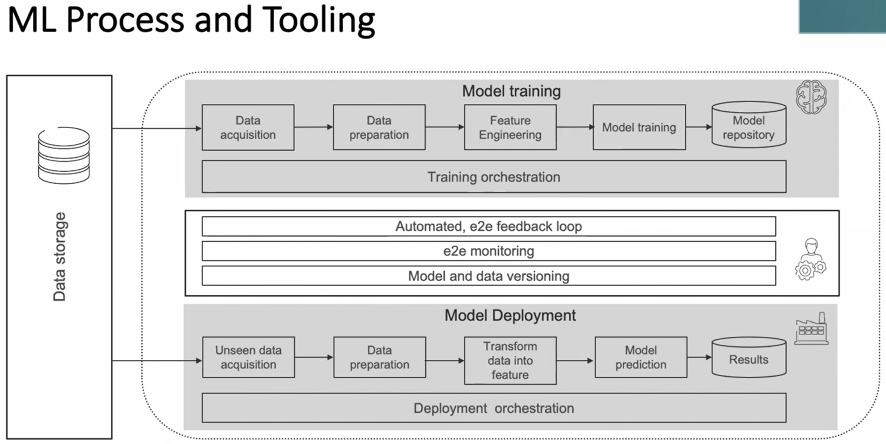 ML Process and Tooling
Data storage
Model training
Data
acquisition
Data
preparation
Feature
Engineering
Model training
Model
repository
Training orchestration
Automated, e2e feedback loop
e2e monitoring
Model and data versioning
Model Deployment
Unseen data
acquisition
Data
preparation
Transform
data into
feature
Model
prediction
Results
Deployment orchestration